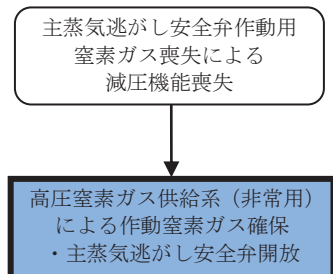 主蒸気逃がし安全弁作動用
窒素ガス喪失による
減圧機能喪失
高圧窒素ガス供給系（非常用）
による作動窒素ガス確保
・主蒸気逃がし安全弁開放